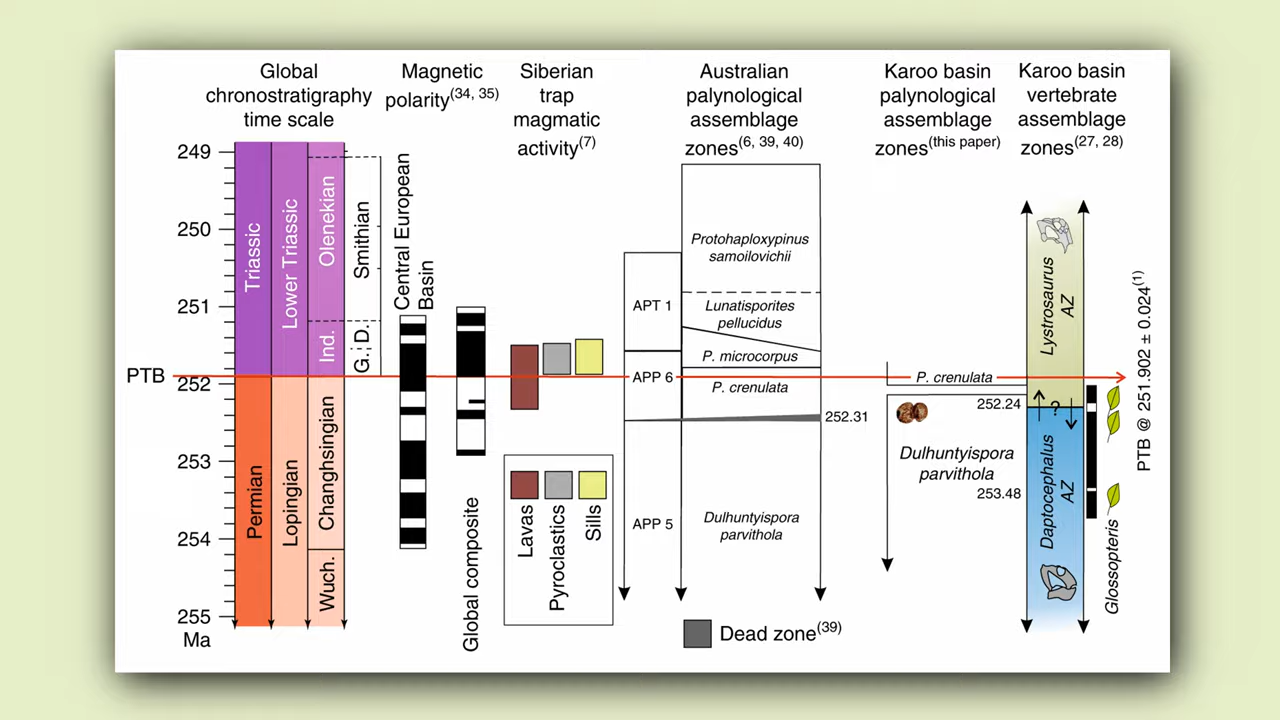 Global
chronostratigraphy
time scale
Magnetic
polarity(34, 35)
Siberian
trap
magmatic
activity(7)
Australian
palynological
assemblage
zones(6, 39, 40)
Karoo basin
palynological
assemblage
zones(this paper)
Karoo basin
vertebrate
assemblage
zones(27, 28)
249
250
251
PTB
252
253
254
255
Ma
Triassic
Lower Triassic
Olenekian
Ind.
Smithian
G. D.
Permian
Lopingian
Changhsingian
Wuch.
Central European
Basin
Global composite
Lavas
Pyroclastics
Sills
APT 1
APP 6
APP 5
Protohaploxypinus
samoilovichii
Lunatisporites
pellucidus
P. microcorpus
P. crenulata
252.31
Dulhuntyispora
parvithola
Dead zone(39)
P. crenulata
252.24
Dulhuntyispora
parvithola
253.48
Lystrosaurus
AZ
?
Daptocephalus
AZ
Glossopteris
PTB @ 251.902 ± 0.024(1)